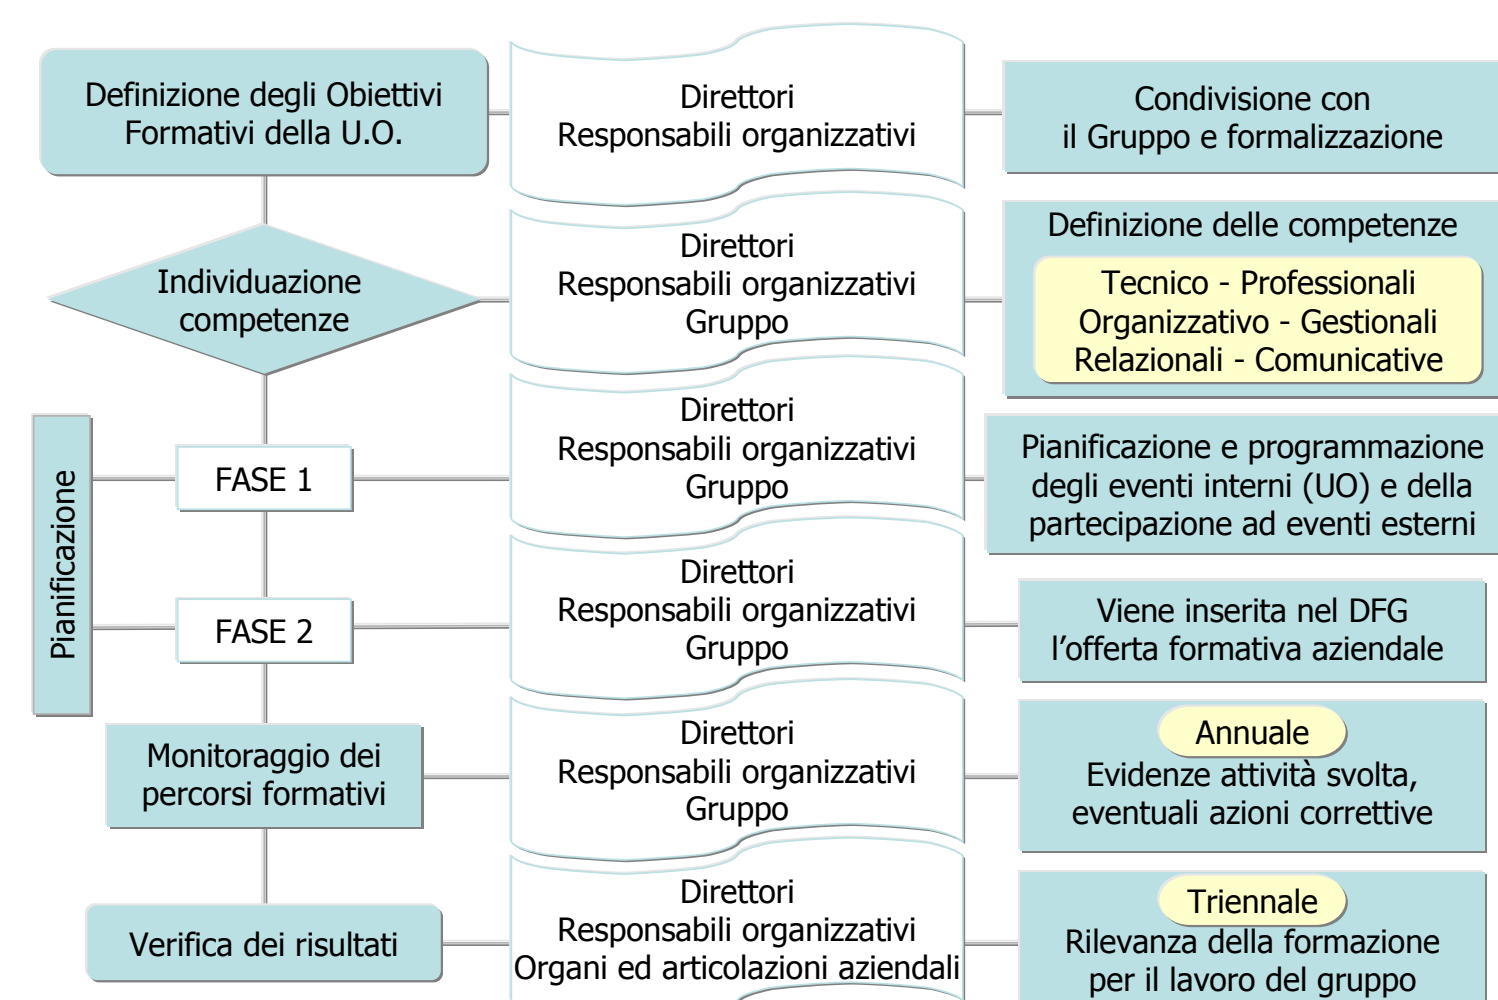 Definizione degli Obiettivi
Formativi della U.O.
Direttori
Responsabili organizzativi
Condivisione con
il Gruppo e formalizzazione
Individuazione
competenze
Direttori
Responsabili organizzativi
Gruppo
Definizione delle competenze
Tecnico - Professionali
Organizzativo - Gestionali
Relazionali - Comunicative
Pianificazione
FASE 1
Direttori
Responsabili organizzativi
Gruppo
Pianificazione e programmazione
degli eventi interni (UO) e della
partecipazione ad eventi esterni
FASE 2
Direttori
Responsabili organizzativi
Gruppo
Viene inserita nel DFG
l’offerta formativa aziendale
Monitoraggio dei
percorsi formativi
Direttori
Responsabili organizzativi
Gruppo
Annuale
Evidenze attività svolta,
eventuali azioni correttive
Verifica dei risultati
Direttori
Responsabili organizzativi
Organi ed articolazioni aziendali
Triennale
Rilevanza della formazione
per il lavoro del gruppo